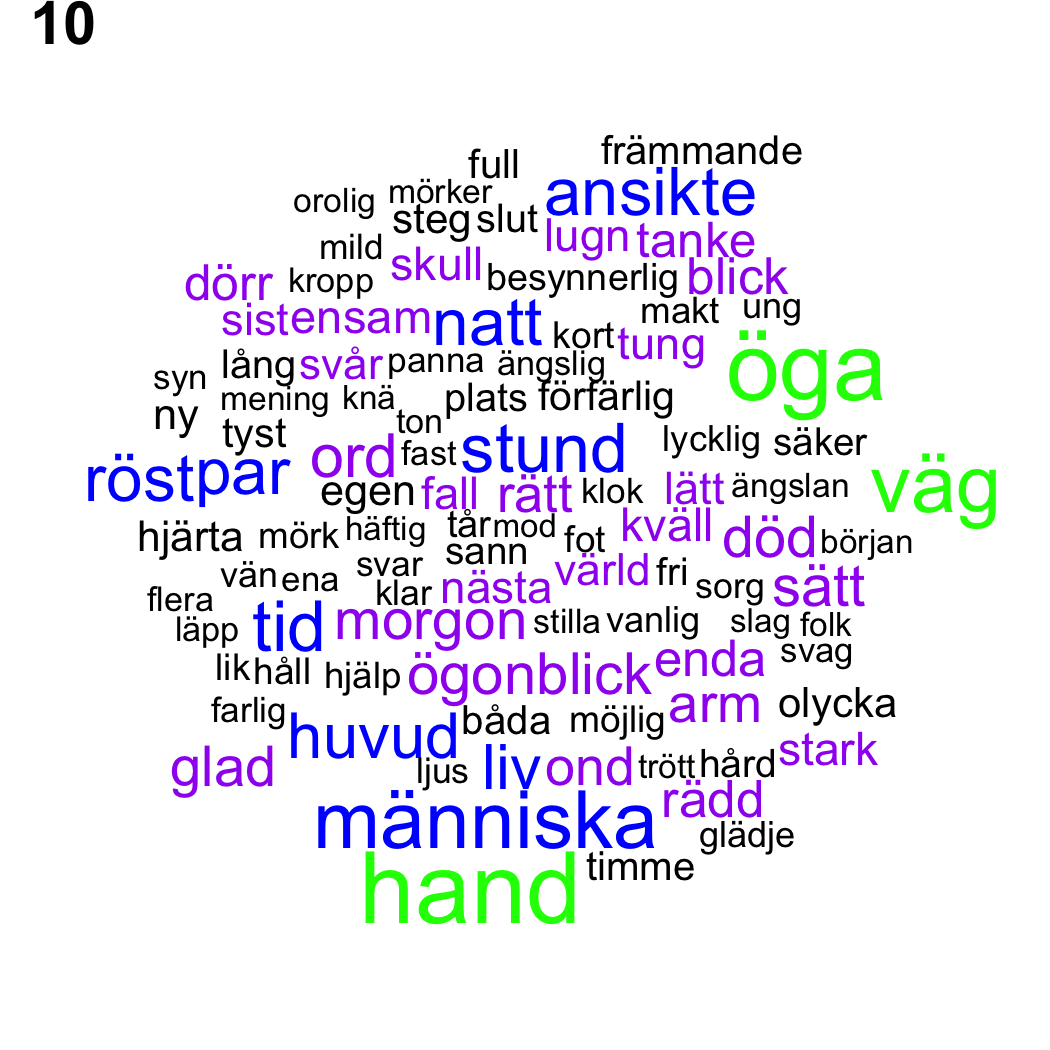 10
främmande
full
mörker
ansikte
orolig
steg
slut
mild
lugn
tanke
skull
dörr
kropp
besynnerlig
blick
makt
ung
sist
ensam
natt
kort
tung
öga
lång
svår
panna
ängslig
syn
mening
knä
plats
förfärlig
ny
ton
tyst
ord
fast
stund
lycklig
säker
röst
par
egen
fall
rätt
klok
lätt
ängslan
väg
hjärta
mörk
häftig
tår
mod
fot
kväll
död
början
sann
svar
vän
ena
klar
nästa
värld
fri
sorg
sätt
flera
läpp
tid
morgon
stilla
vanlig
slag
folk
svag
lik
håll
hjälp
ögonblick
enda
farlig
huvud
båda
möjlig
arm
olycka
glad
ljus
liv
ond
trött
hård
stark
människa
rädd
glädje
hand
timme